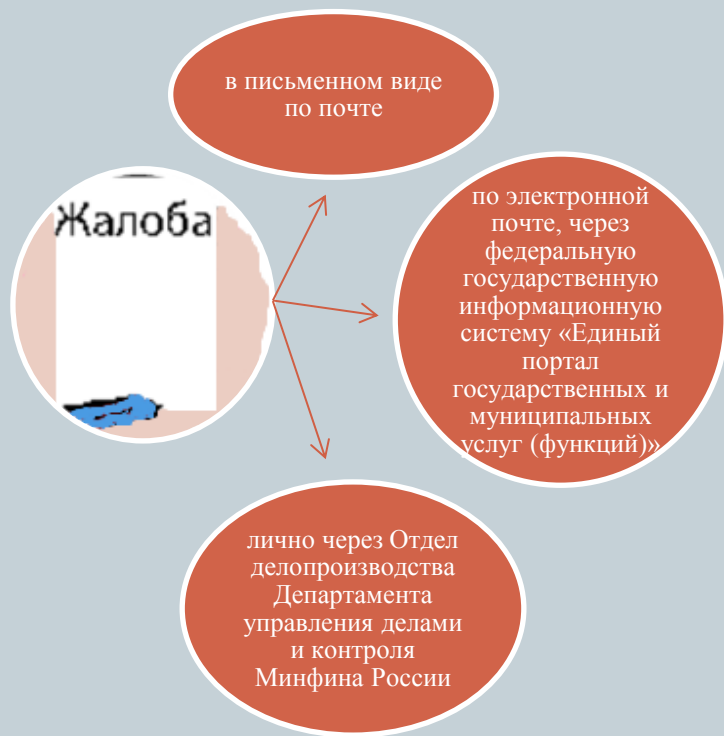 в письменном виде
по почте
Жалоба
по электронной
почте, через
федеральную
государственную
информационную
систему «Единый
портал
государственных и
муниципальных
услуг (функций)»
лично через Отдел
делопроизводства
Департамента
управления делами
и контроля
Минфина России